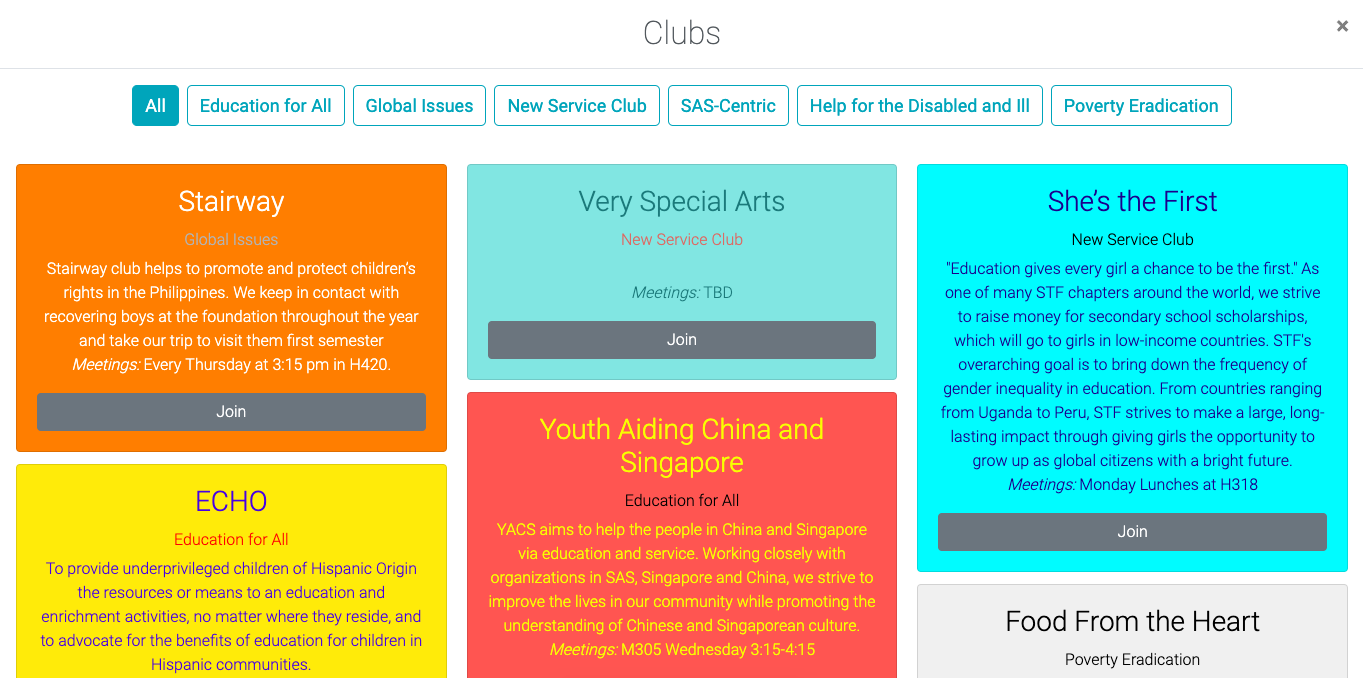 Clubs
×
All
Education for All
Global Issues
New Service Club
SAS-Centric
Help for the Disabled and Ill
Poverty Eradication
Stairway
Global Issues
Stairway club helps to promote and protect children's
rights in the Philippines. We keep in contact with
recovering boys at the foundation throughout the year
and take our trip to visit them first semester
Meetings: Every Thursday at 3:15 pm in H420.
Join
ECHO
Education for All
To provide underprivileged children of Hispanic Origin
the resources or means to an education and
enrichment activities, no matter where they reside, and
to advocate for the benefits of education for children in
Hispanic communities.
Very Special Arts
New Service Club
Meetings: TBD
Join
Youth Aiding China and
Singapore
Education for All
YACS aims to help the people in China and Singapore
via education and service. Working closely with
organizations in SAS, Singapore and China, we strive to
improve the lives in our community while promoting the
understanding of Chinese and Singaporean culture.
Meetings: M305 Wednesday 3:15-4:15
She’s the First
New Service Club
"Education gives every girl a chance to be the first." As
one of many STF chapters around the world, we strive
to raise money for secondary school scholarships,
which will go to girls in low-income countries. STF's
overarching goal is to bring down the frequency of
gender inequality in education. From countries ranging
from Uganda to Peru, STF strives to make a large, long-
lasting impact through giving girls the opportunity to
grow up as global citizens with a bright future.
Meetings: Monday Lunches at H318
Join
Food From the Heart
Poverty Eradication